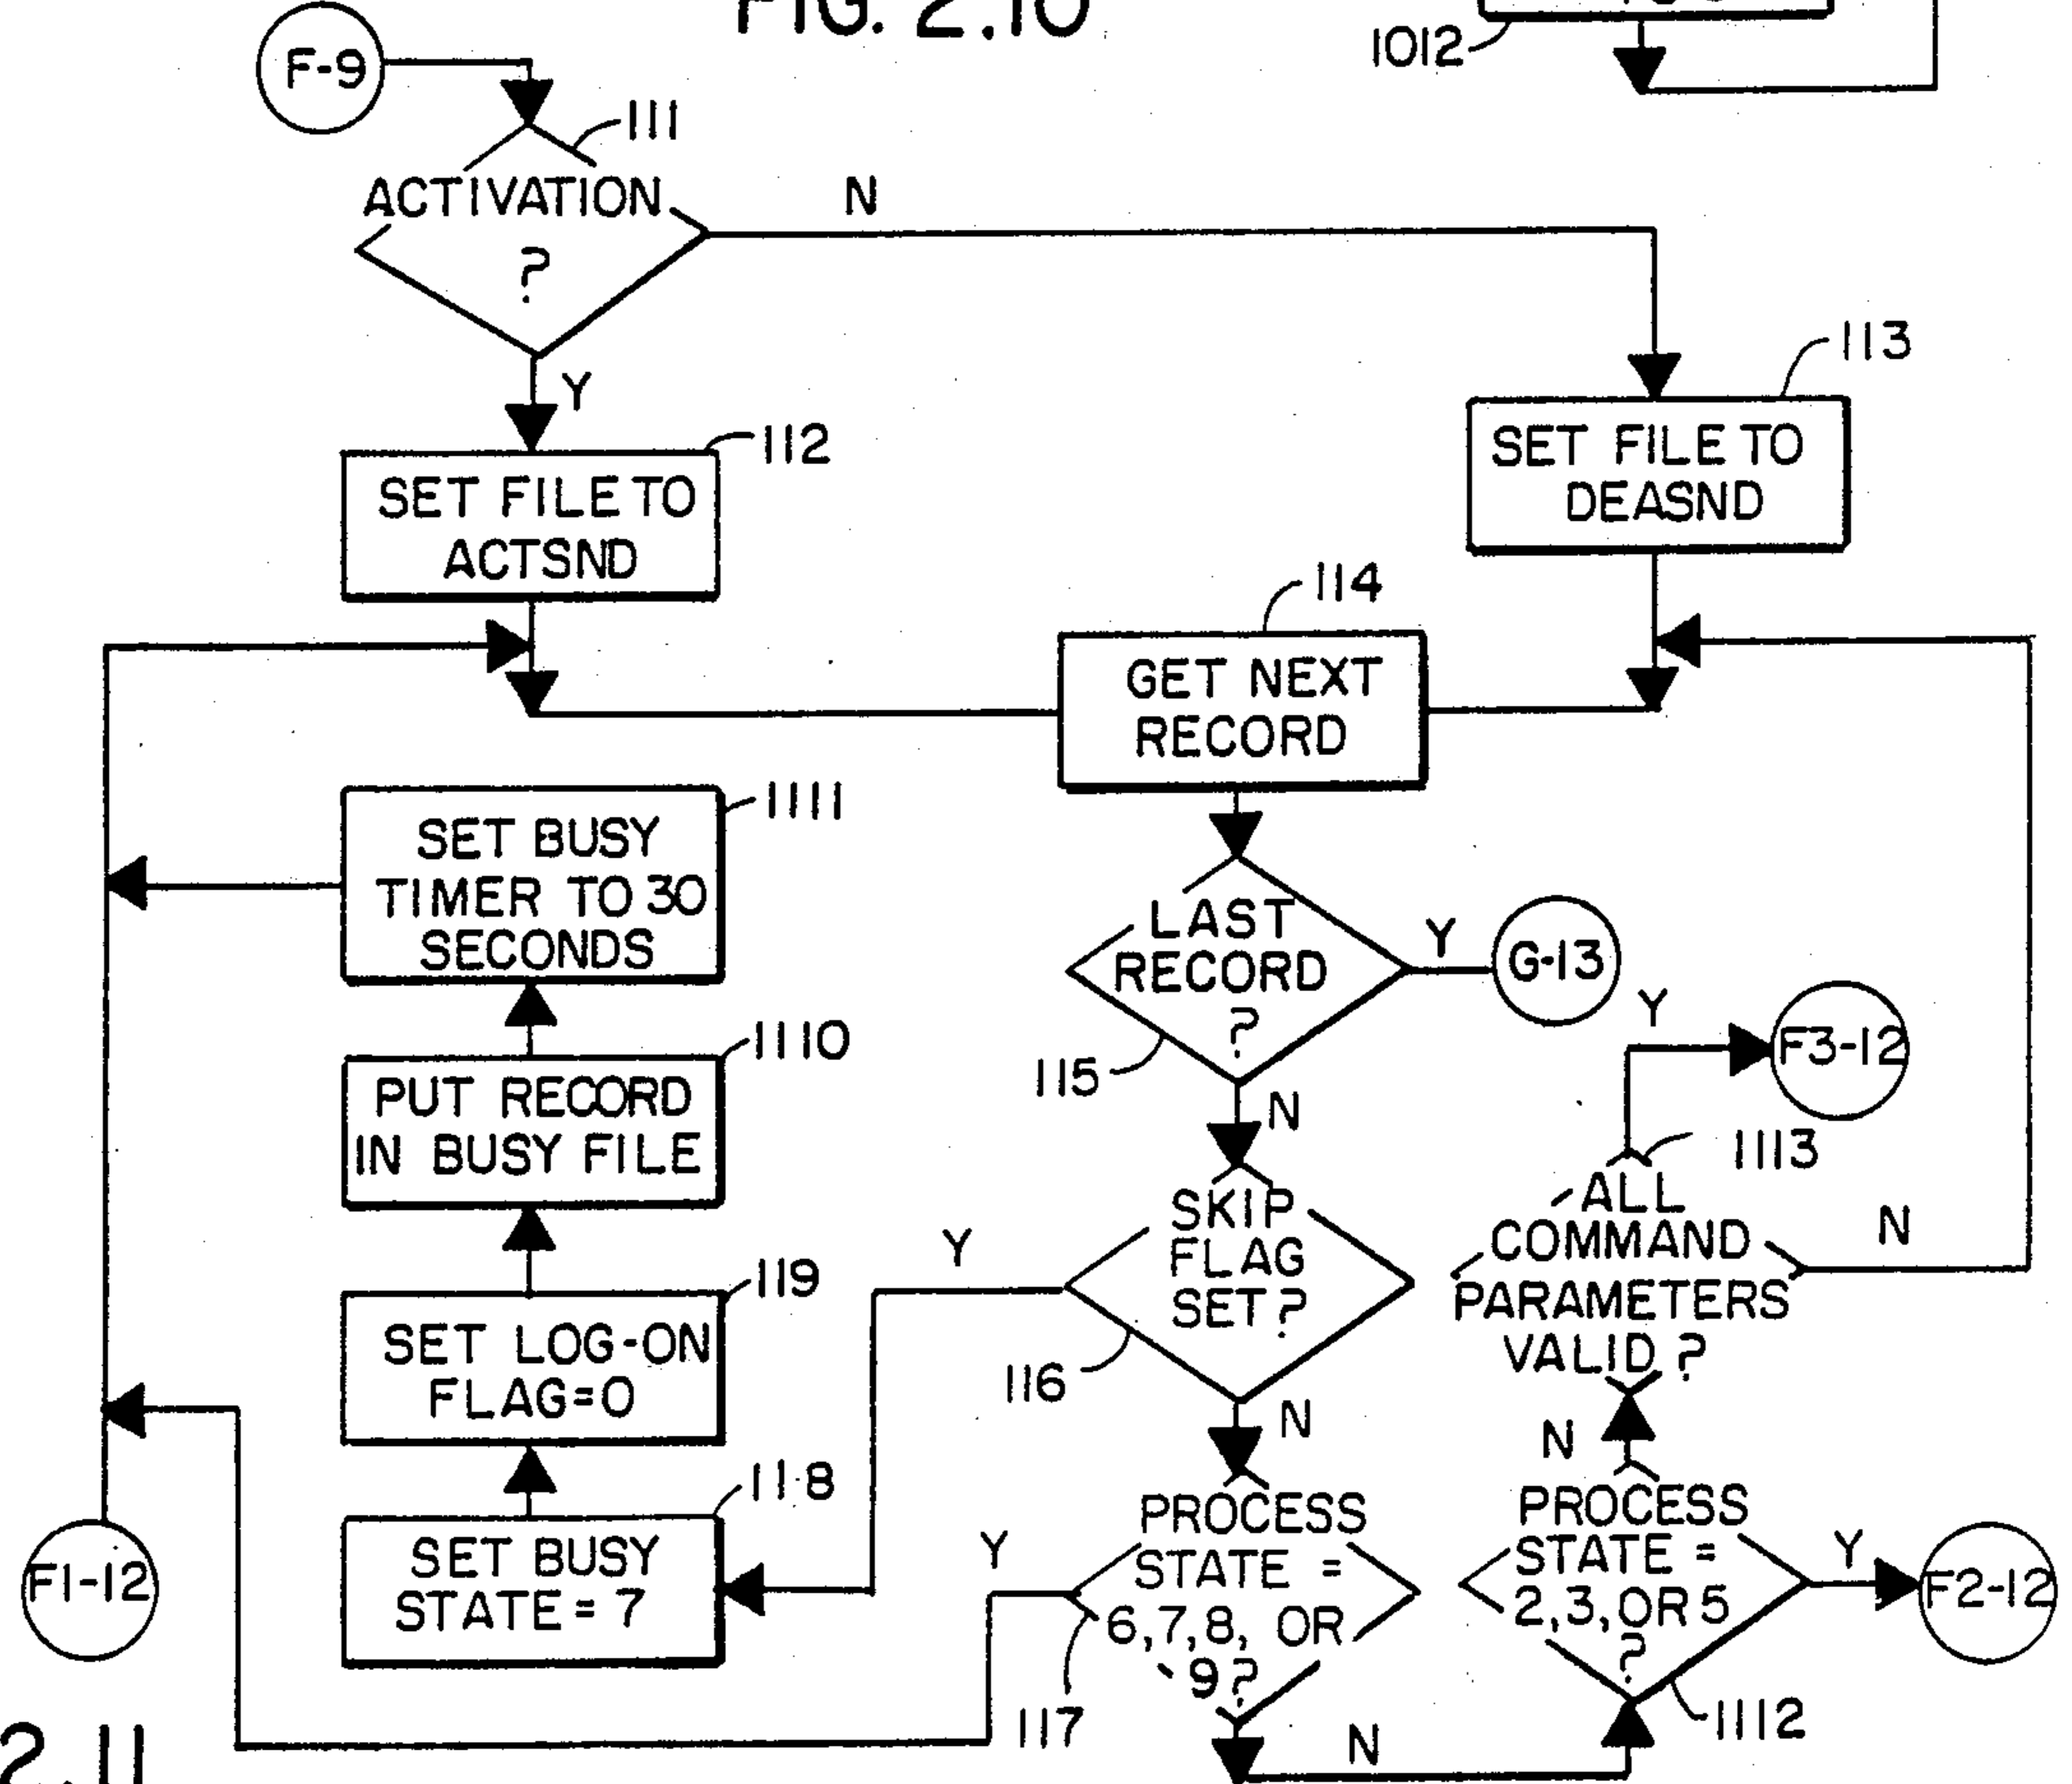 FIG. 2.10
1012
F-9
111
ACTIVATION
?
N
Y
112
SET FILE TO
ACTSND
113
SET FILE TO
DEASND
114
GET NEXT
RECORD
1111
SET BUSY
TIMER TO 30
SECONDS
LAST
RECORD
?
115
Y
G-13
N
1110
PUT RECORD
IN BUSY FILE
Y
F3-12
1113
ALL
COMMAND
PARAMETERS
VALID ?
N
SKIP
FLAG
SET ?
116
Y
N
119
SET LOG-ON
FLAG=0
118
SET BUSY
STATE = 7
F1-12
PROCESS
STATE =
6,7,8, OR
9?
117
Y
N
N
PROCESS
STATE =
2,3,OR 5
?
1112
Y
F2-12
2.11